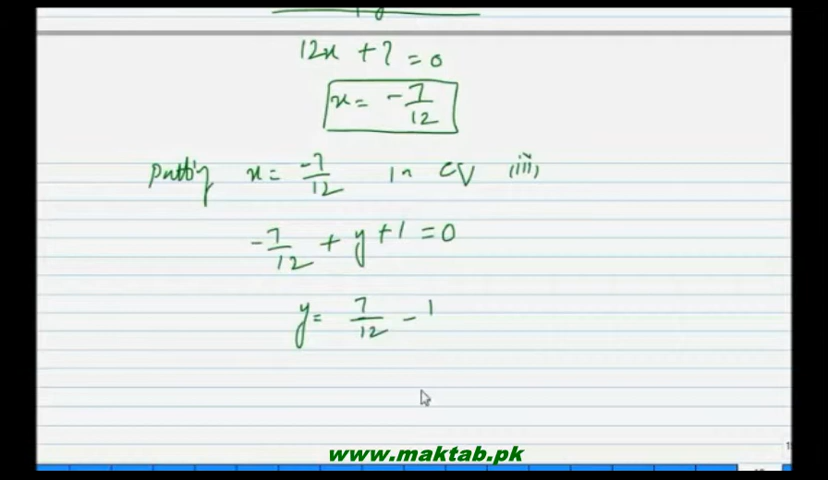 12x + 7 = 0
x = -7/12
Putting x = -7/12 in eq (iii)
-7/12 + y + 1 = 0
y = 7/12 - 1
www.maktab.pk